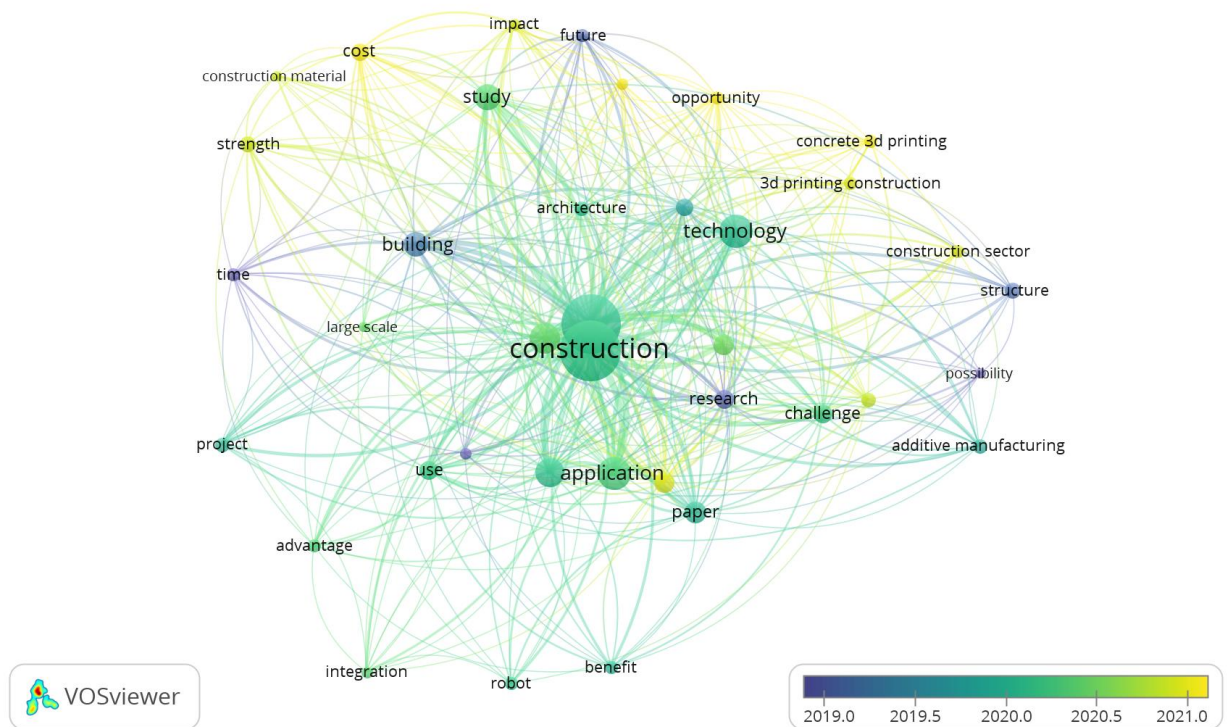 impact
future
cost
construction material
study
opportunity
strength
concrete 3d printing
3d printing construction
architecture
technology
building
construction sector
time
structure
large scale
construction
possibility
research
challenge
project
additive manufacturing
use
application
paper
advantage
integration
benefit
robot
VOSviewer
2019.0 2019.5 2020.0 2020.5 2021.0